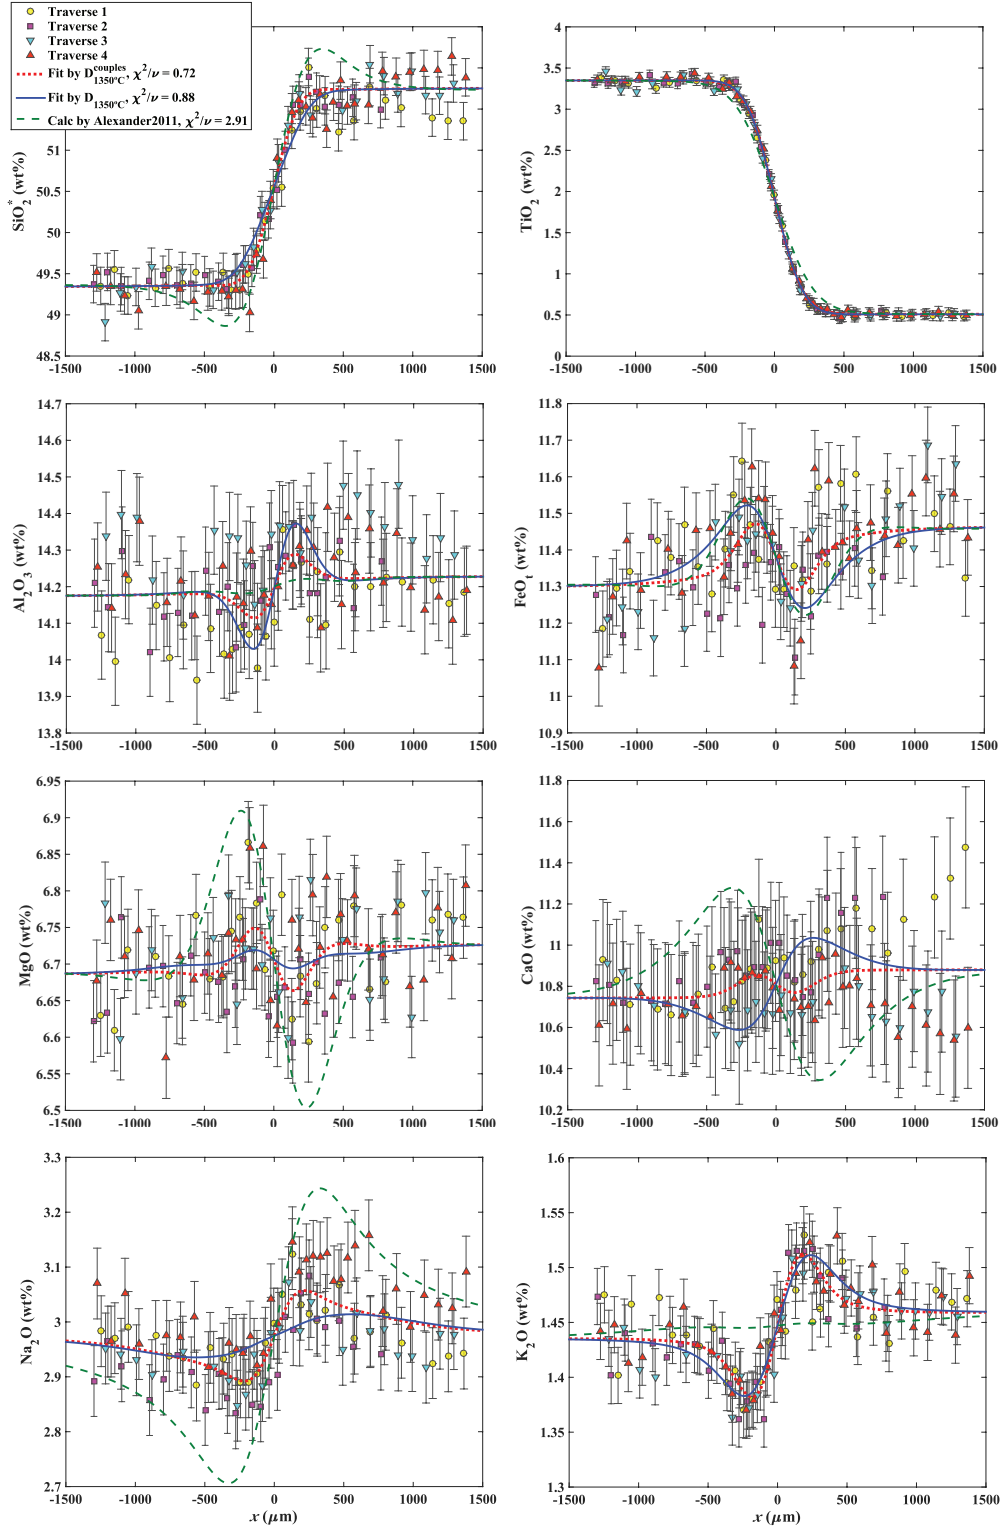 Traverse 1
Traverse 2
Traverse 3
Traverse 4
Fit by D^couples_1350°C, χ²/ν = 0.72
Fit by D_1350°C, χ²/ν = 0.88
Calc by Alexander2011, χ²/ν = 2.91
SiO₂* (wt%)
51
50.5
50
49.5
49
48.5
-1500 -1000 -500 0 500 1000 1500
TiO₂ (wt%)
4
3.5
3
2.5
2
1.5
1
0.5
0
-1500 -1000 -500 0 500 1000 1500
Al₂O₃ (wt%)
14.7
14.6
14.5
14.4
14.3
14.2
14.1
14
13.9
13.8
-1500 -1000 -500 0 500 1000 1500
FeOₜ (wt%)
11.8
11.7
11.6
11.5
11.4
11.3
11.2
11.1
11
10.9
-1500 -1000 -500 0 500 1000 1500
MgO (wt%)
6.95
6.9
6.85
6.8
6.75
6.7
6.65
6.6
6.55
6.5
-1500 -1000 -500 0 500 1000 1500
CaO (wt%)
11.8
11.6
11.4
11.2
11
10.8
10.6
10.4
10.2
-1500 -1000 -500 0 500 1000 1500
Na₂O (wt%)
3.3
3.2
3.1
3
2.9
2.8
2.7
-1500 -1000 -500 0 500 1000 1500
x (μm)
K₂O (wt%)
1.6
1.55
1.5
1.45
1.4
1.35
1.3
-1500 -1000 -500 0 500 1000 1500
x (μm)